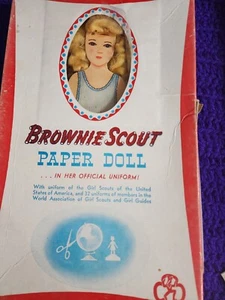 BROWNIE SCOUT
PAPER DOLL
... IN HER OFFICIAL UNIFORM!
With uniform of the Girl Scouts of the United
States of America, and 22 uniforms of members in the
World Association of Girl Scouts and Girl Guides